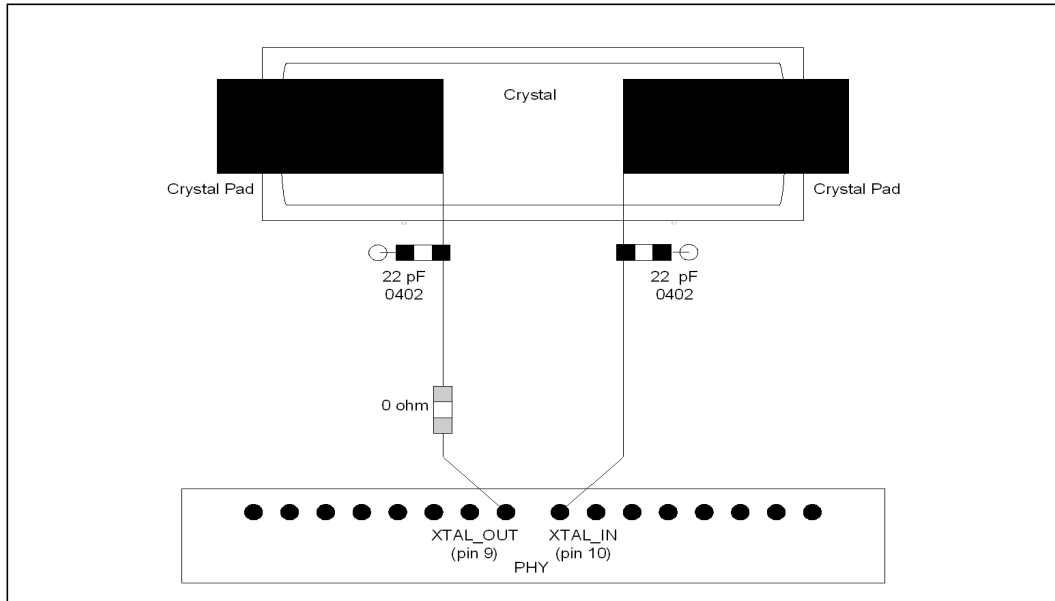 Crystal
Crystal Pad
Crystal Pad
22 pF
0402
22 pF
0402
0 ohm
XTAL_OUT
(pin 9)
XTAL_IN
(pin 10)
PHY